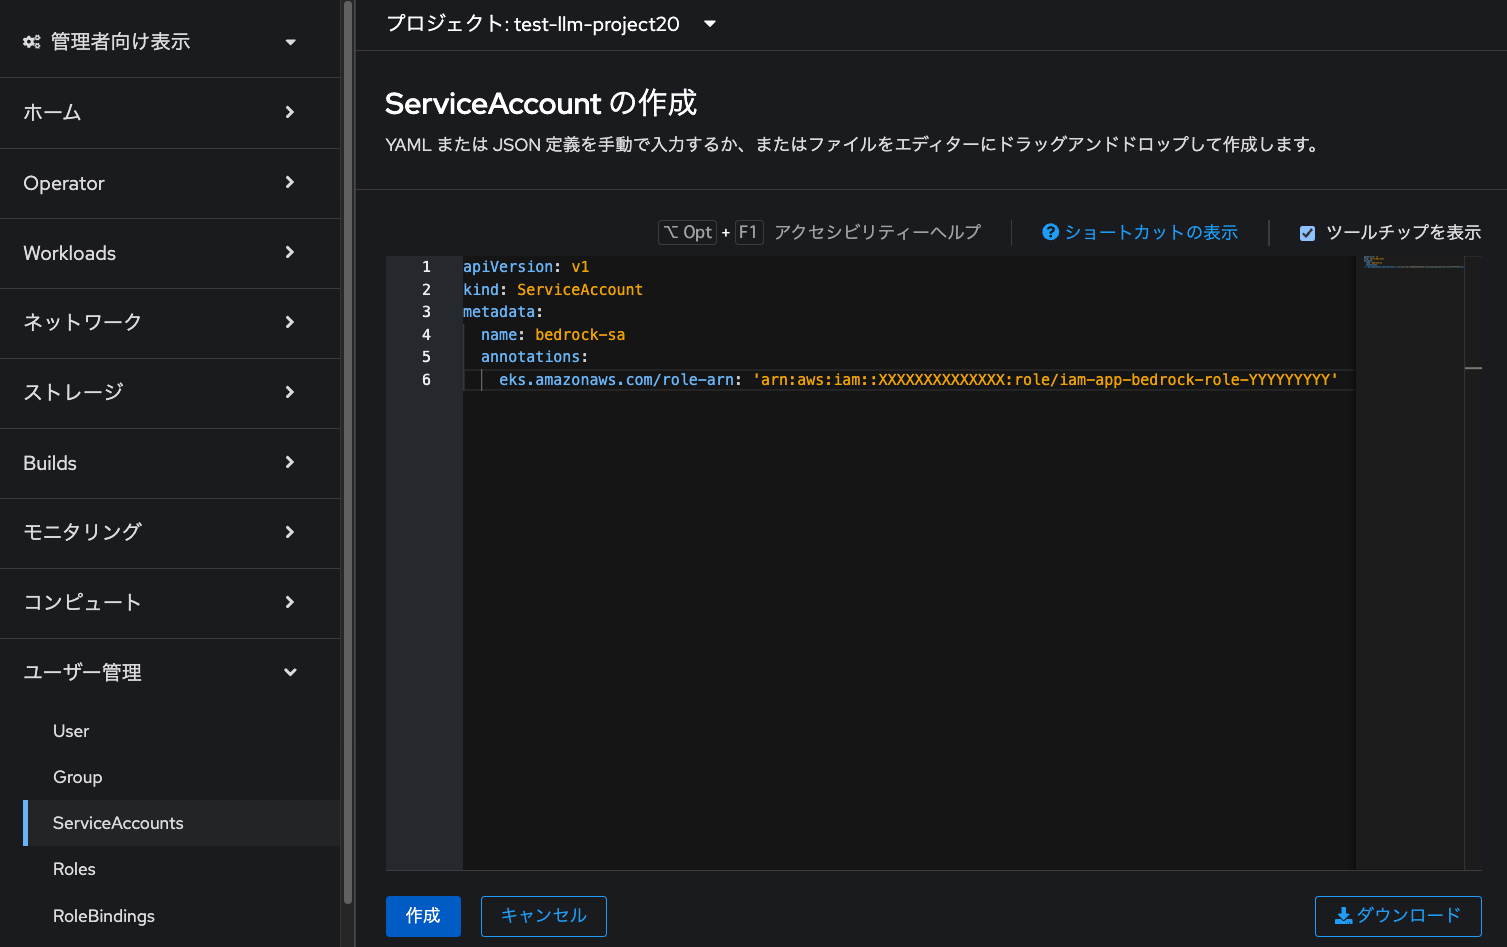 管理者向け表示
ホーム
Operator
Workloads
ネットワーク
ストレージ
Builds
モニタリング
コンピュート
ユーザー管理
User
Group
ServiceAccounts
Roles
RoleBindings
プロジェクト: test-llm-project20
ServiceAccount の作成
YAML または JSON 定義を手動で入力するか、またはファイルをエディターにドラッグアンドドロップして作成します。
⌥ Opt + F1 アクセシビリティーヘルプ
ショートカットの表示
ツールチップを表示
1 apiVersion: v1
2 kind: ServiceAccount
3 metadata:
4 name: bedrock-sa
5 annotations:
6 eks.amazonaws.com/role-arn: 'arn:aws:iam::XXXXXXXXXXXXXX:role/iam-app-bedrock-role-YYYYYYYYY'
作成
キャンセル
ダウンロード